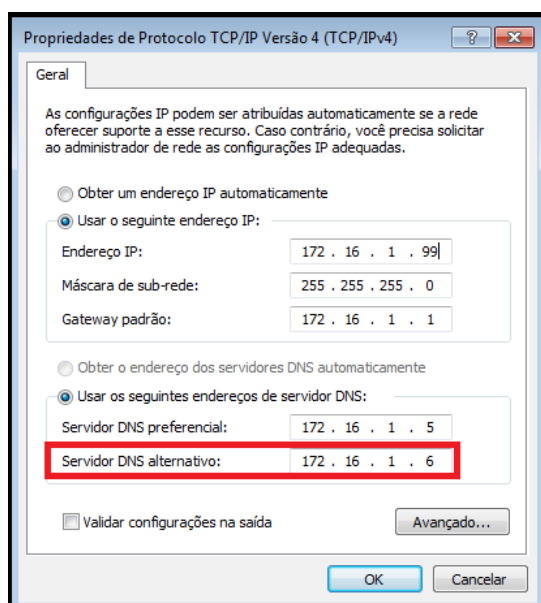 Propriedades de Protocolo TCP/IP Versão 4 (TCP/IPv4)
Geral
As configurações IP podem ser atribuídas automaticamente se a rede
oferecer suporte a esse recurso. Caso contrário, você precisa solicitar
ao administrador de rede as configurações IP adequadas.
Obter um endereço IP automaticamente
Usar o seguinte endereço IP:
Endereço IP: 172 . 16 . 1 . 99
Máscara de sub-rede: 255 . 255 . 255 . 0
Gateway padrão: 172 . 16 . 1 . 1
Obter o endereço dos servidores DNS automaticamente
Usar os seguintes endereços de servidor DNS:
Servidor DNS preferencial: 172 . 16 . 1 . 5
Servidor DNS alternativo: 172 . 16 . 1 . 6
Validar configurações na saída
Avançado...
OK
Cancelar